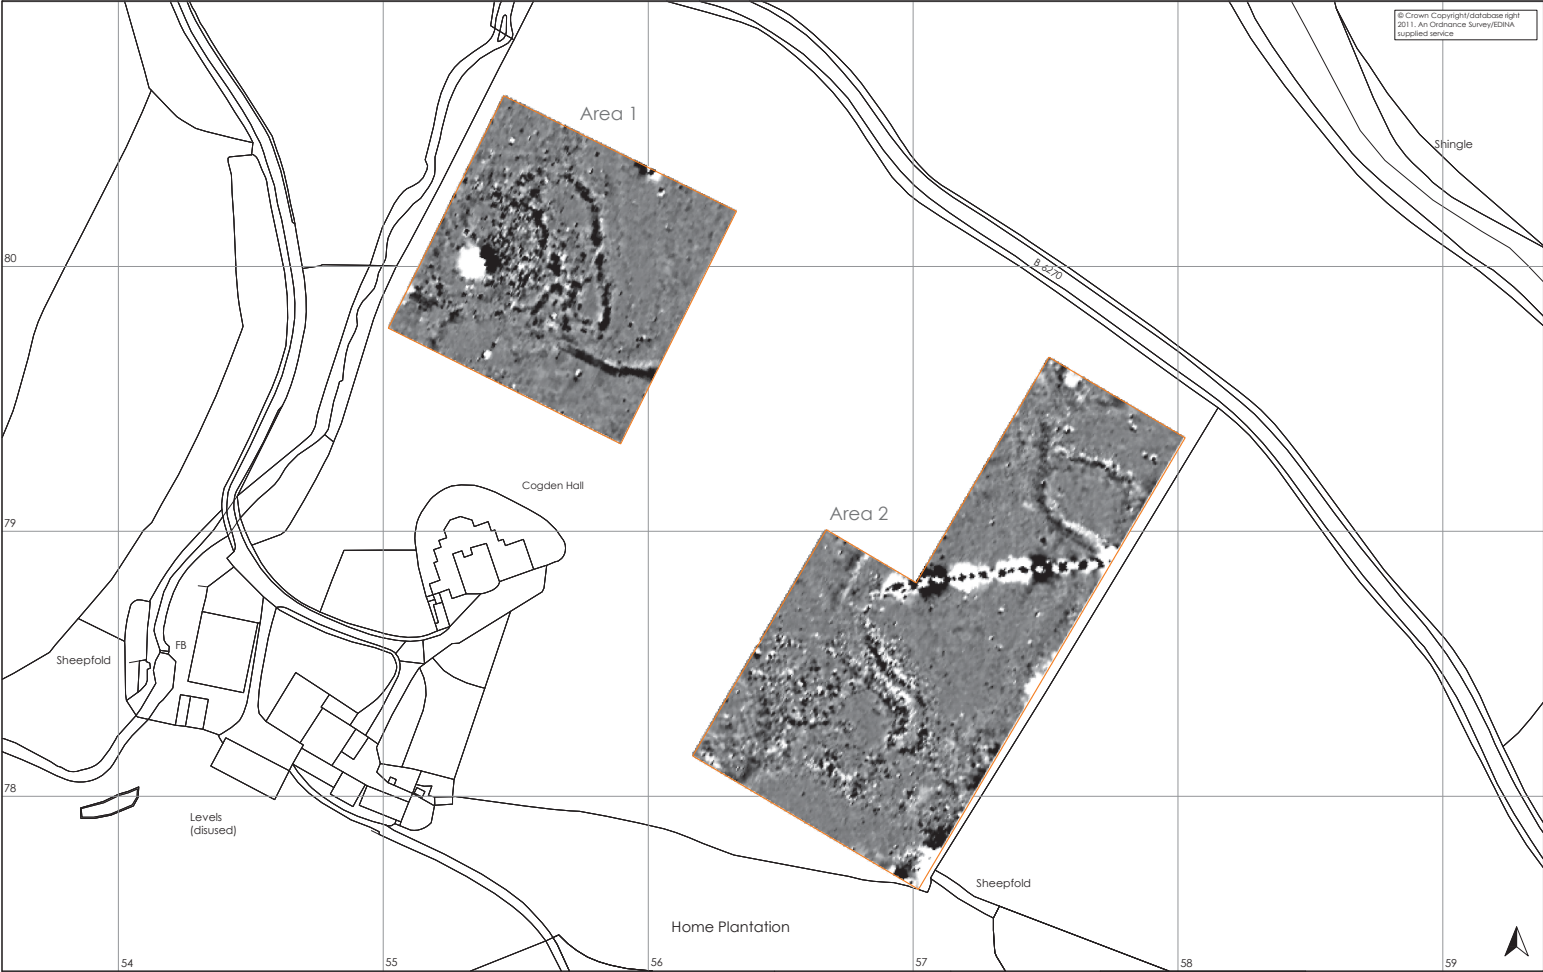 © Crown Copyright/database right
2011. An Ordnance Survey/EDINA
supplied service
Area 1
Shingle
80
B 6270
Cogden Hall
Area 2
79
FB
Sheepfold
78
Levels
(disused)
Sheepfold
Home Plantation
54
55
56
57
58
59